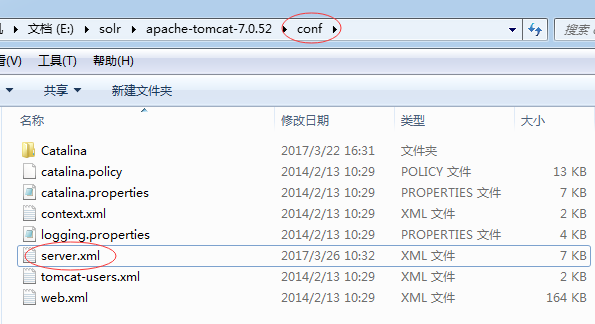 文档 (E:) solr apache-tomcat-7.0.52 conf 搜索 c
看(V) 工具(T) 帮助(H)
共享 新建文件夹
名称 修改日期 类型 大小
Catalina 2017/3/22 16:31 文件夹
catalina.policy 2014/2/13 10:29 POLICY 文件 13 KB
catalina.properties 2014/2/13 10:29 PROPERTIES 文件 7 KB
context.xml 2014/2/13 10:29 XML 文件 2 KB
logging.properties 2014/2/13 10:29 PROPERTIES 文件 4 KB
server.xml 2017/3/26 10:32 XML 文件 7 KB
tomcat-users.xml 2014/2/13 10:29 XML 文件 2 KB
web.xml 2014/2/13 10:29 XML 文件 164 KB